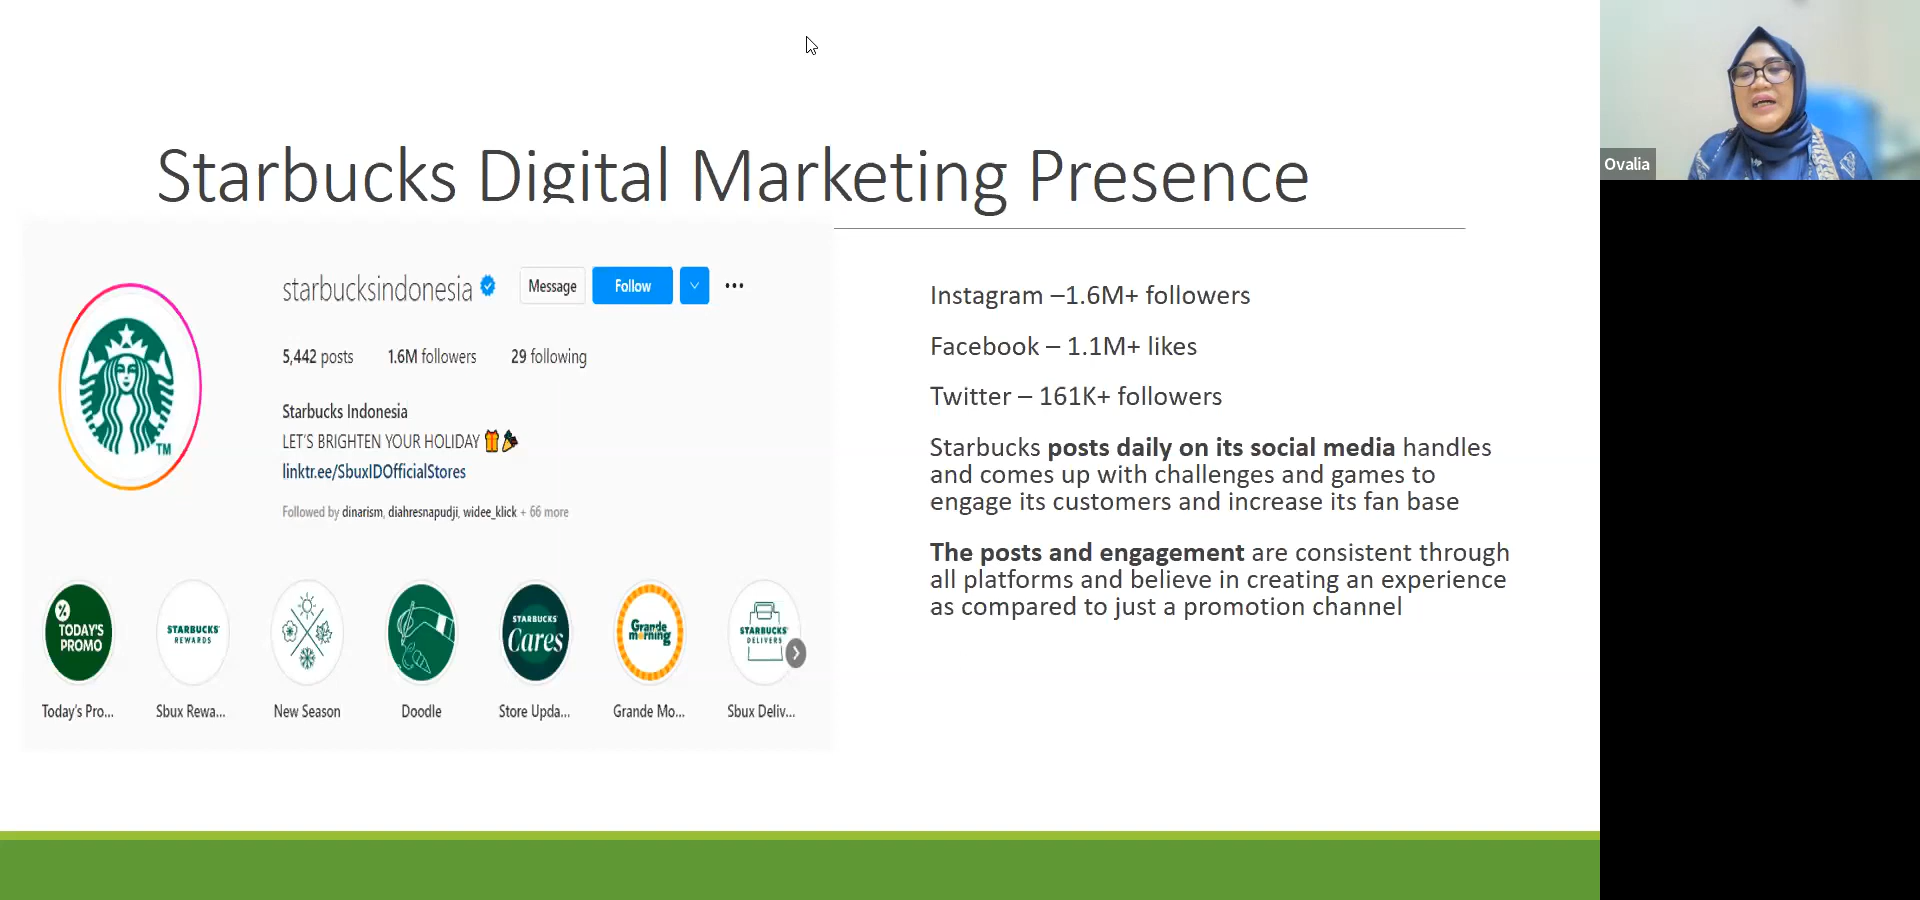 Starbucks Digital Marketing Presence
Ovalia
starbucksindonesia
Message
Follow
5,442 posts 1.6M followers 29 following
Starbucks Indonesia
LET'S BRIGHTEN YOUR HOLIDAY
linktr.ee/SbuxIDOfficialStores
Followed by dinarism, diahresnapudji, widee_klick + 66 more
TM
%
TODAY'S
PROMO
STARBUCKS
REWARDS
STARBUCKS
Cares
Grande
morning
STARBUCKS
DELIVERS
Today's Pro...
Sbux Rewa...
New Season
Doodle
Store Upda...
Grande Mo...
Sbux Deliv...
Instagram –1.6M+ followers
Facebook – 1.1M+ likes
Twitter – 161K+ followers
Starbucks posts daily on its social media handles
and comes up with challenges and games to
engage its customers and increase its fan base
The posts and engagement are consistent through
all platforms and believe in creating an experience
as compared to just a promotion channel